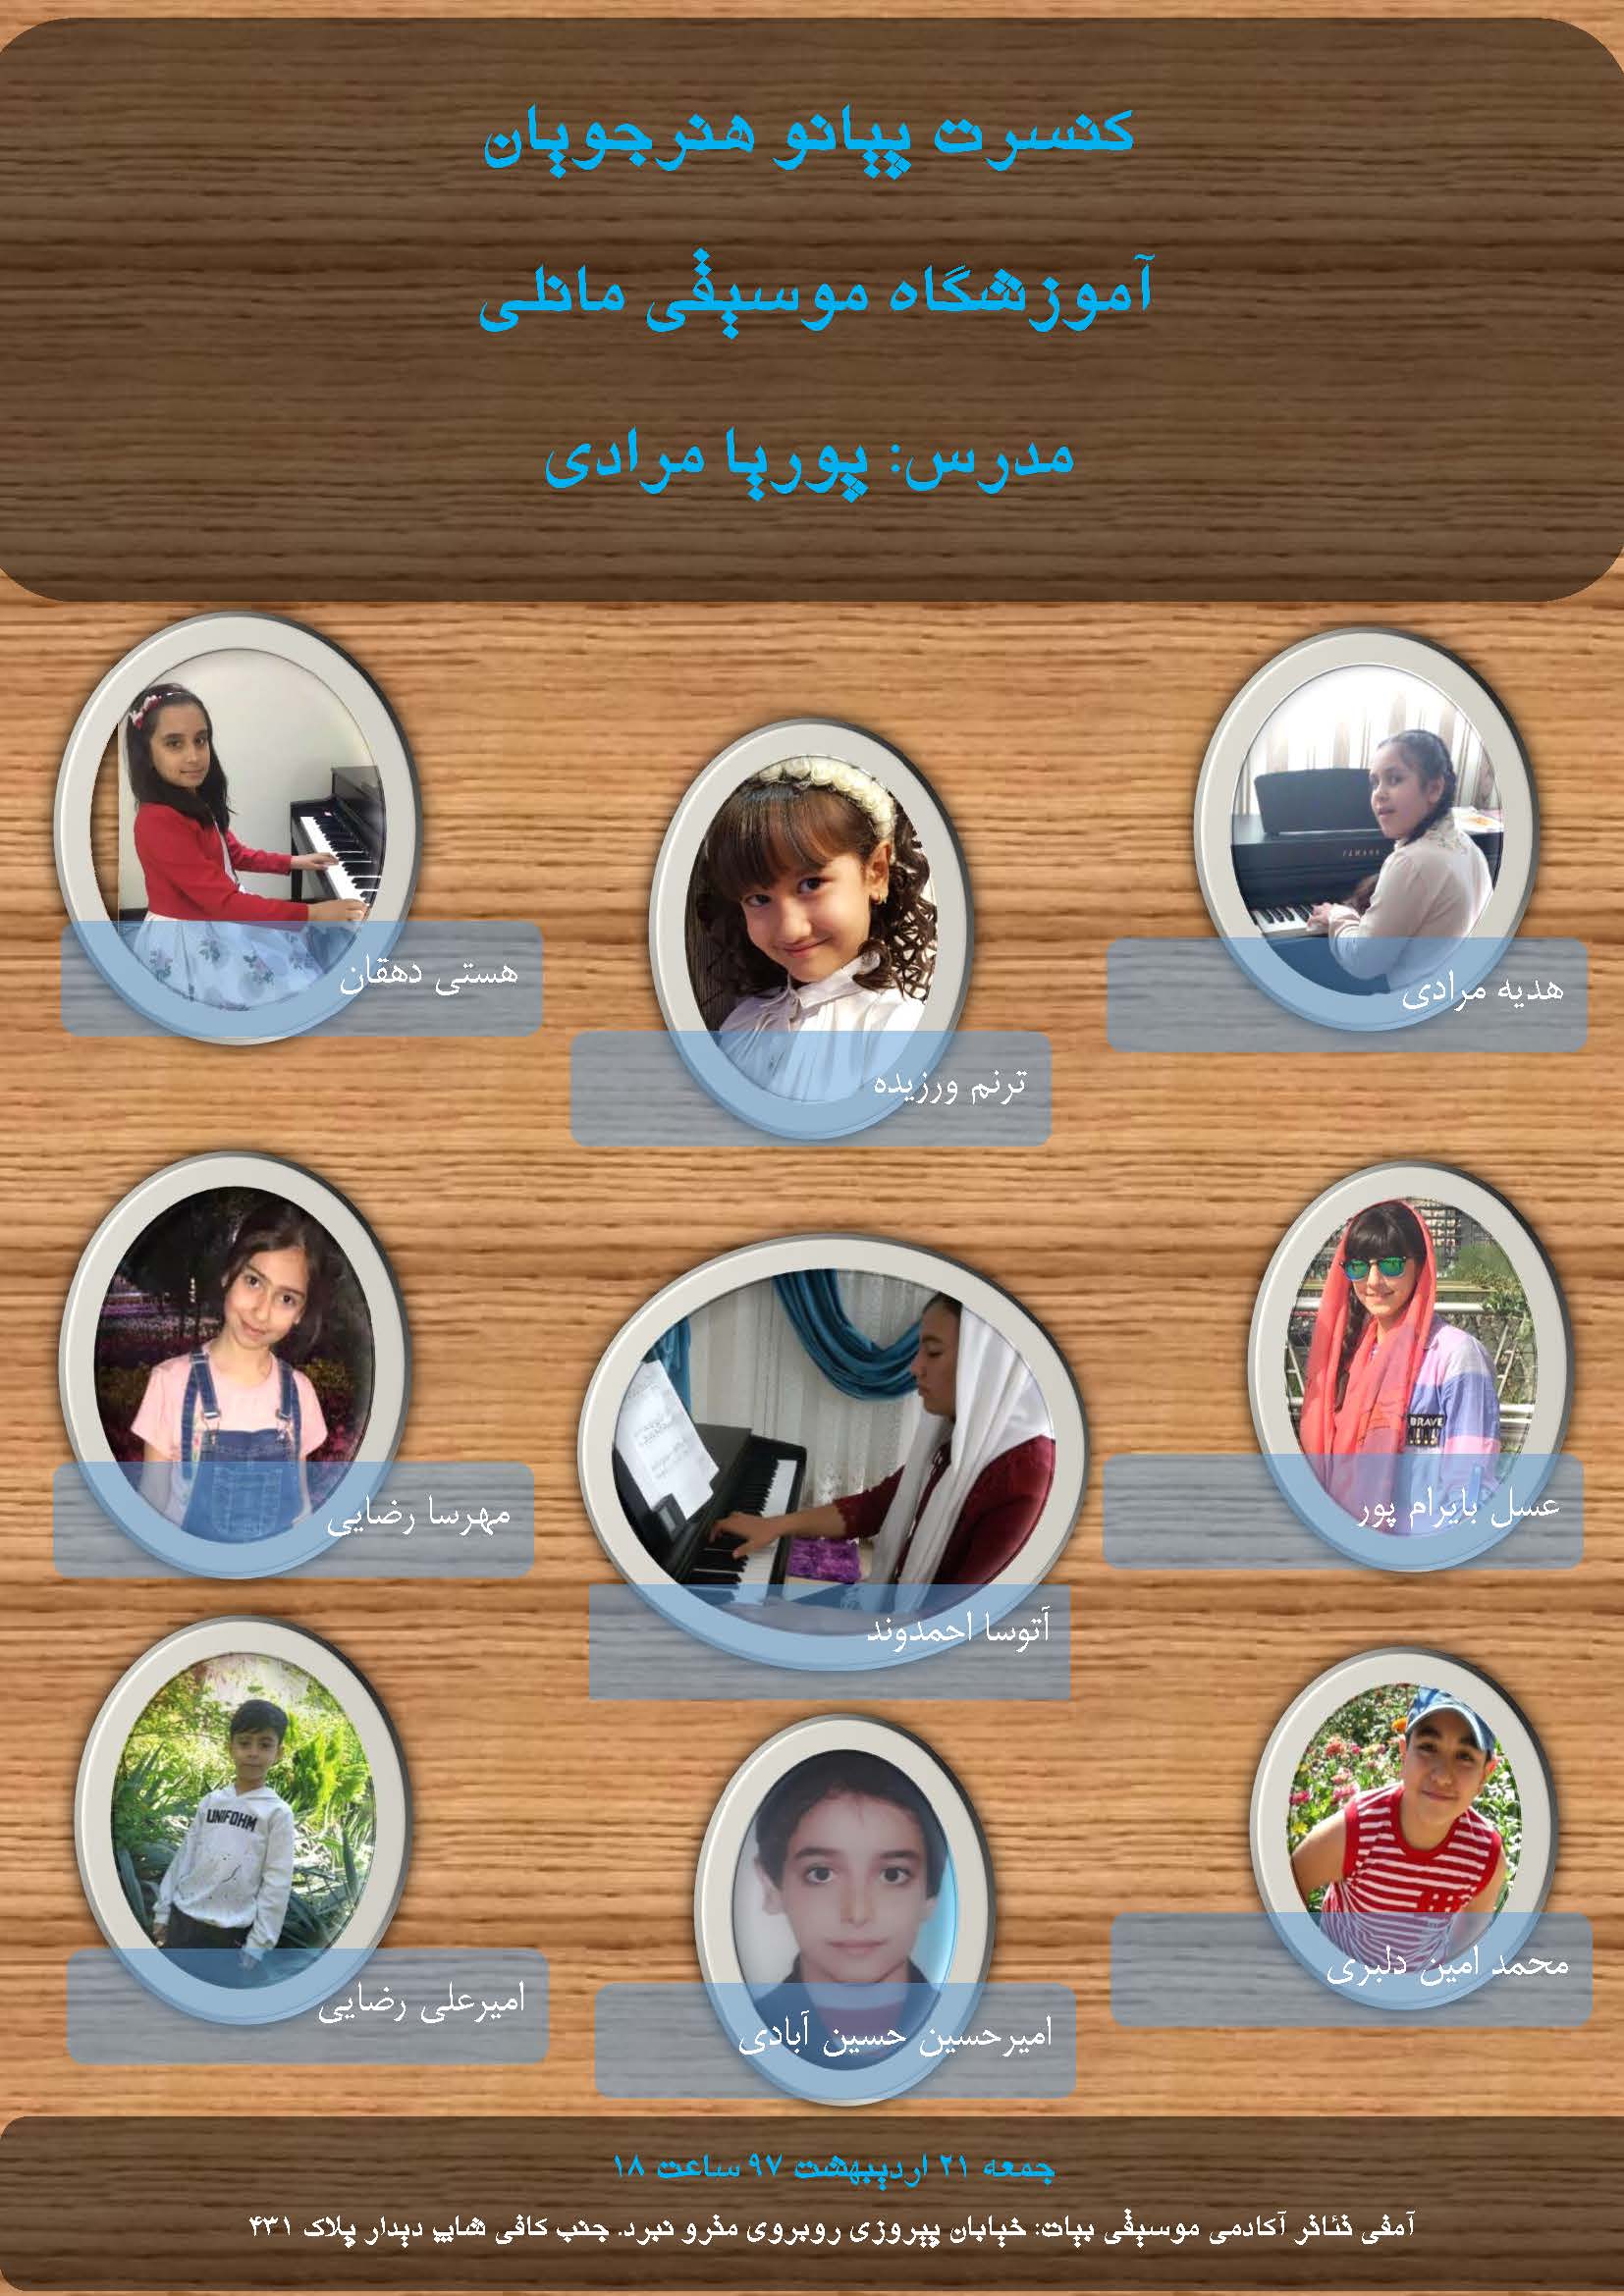 کنسرت پیانو هنرجویان
آموزشگاه موسیقی مانلی
مدرس: پوریا مرادی
هدیه مرادی
ترنم ورزیده
هستی دهقان
عسل بایرام پور
BRAVE
آتوسا احمدوند
مهرسا رضایی
محمد امین دلبری
امیرحسین حسین آبادی
UNIFOHM
امیرعلی رضایی
جمعه ۲۱ اردیبهشت ۹۷ ساعت ۱۸
آمفی تئاتر آکادمی موسیقی بیات: خیابان پیروزی روبروی مترو نبرد. جنب کافی شاپ دیدار پلاک ۴۳۱